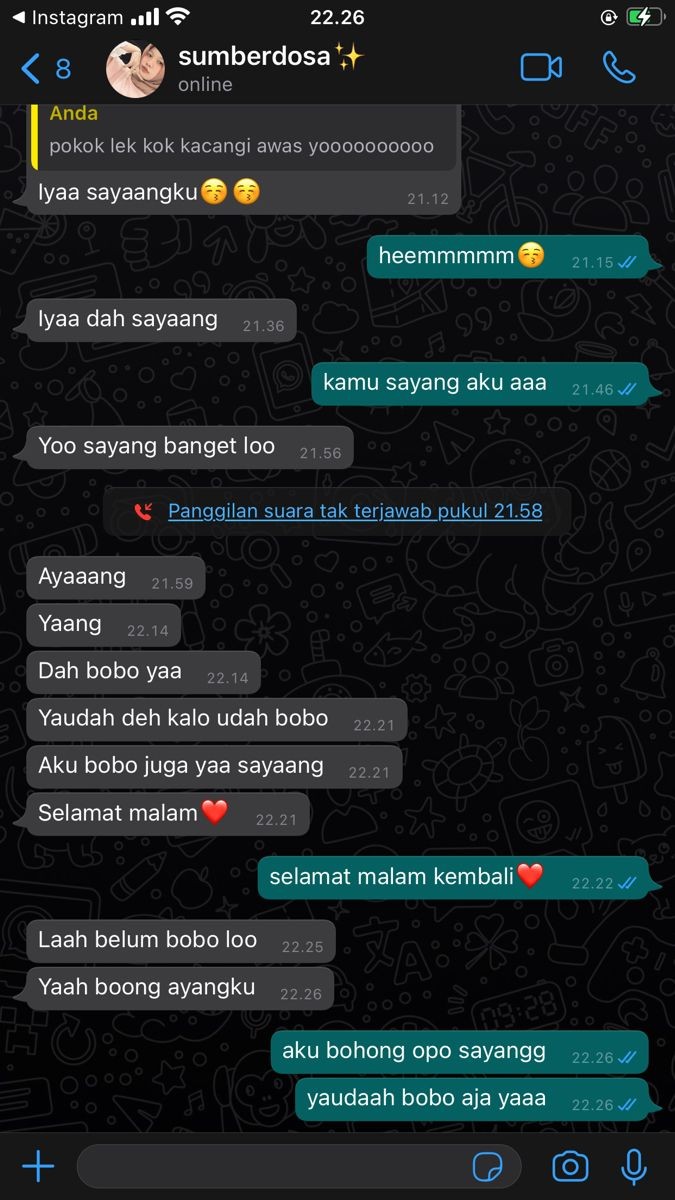 Instagram
22.26
8
sumberdosa✨
online
Anda
pokok lek kok kacangi awas yoooooooooo
Iyaa sayaangku😚😚
21.12
heemmmmm😚
21.15
Iyaa dah sayaang
21.36
kamu sayang aku aaa
21.46
Yoo sayang banget loo
21.56
Panggilan suara tak terjawab pukul 21.58
Ayaaang
21.59
Yaang
22.14
Dah bobo yaa
22.14
Yaudah deh kalo udah bobo
22.21
Aku bobo juga yaa sayaang
22.21
Selamat malam❤️
22.21
selamat malam kembali❤️
22.22
Laah belum bobo loo
22.25
Yaah boong ayangku
22.26
aku bohong opo sayangg
22.26
yaudaah bobo aja yaaa
22.26